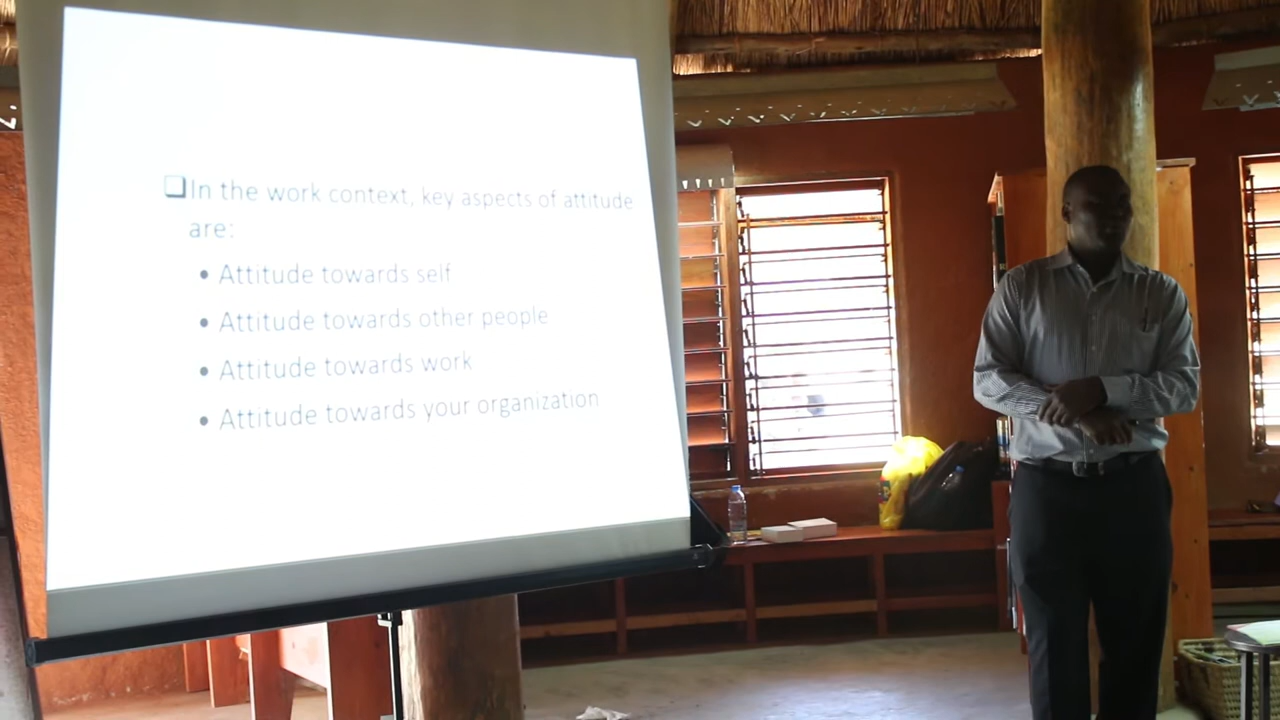 ❑In the work context, key aspects of attitude
are:
• Attitude towards self
• Attitude towards other people
• Attitude towards work
• Attitude towards your organization